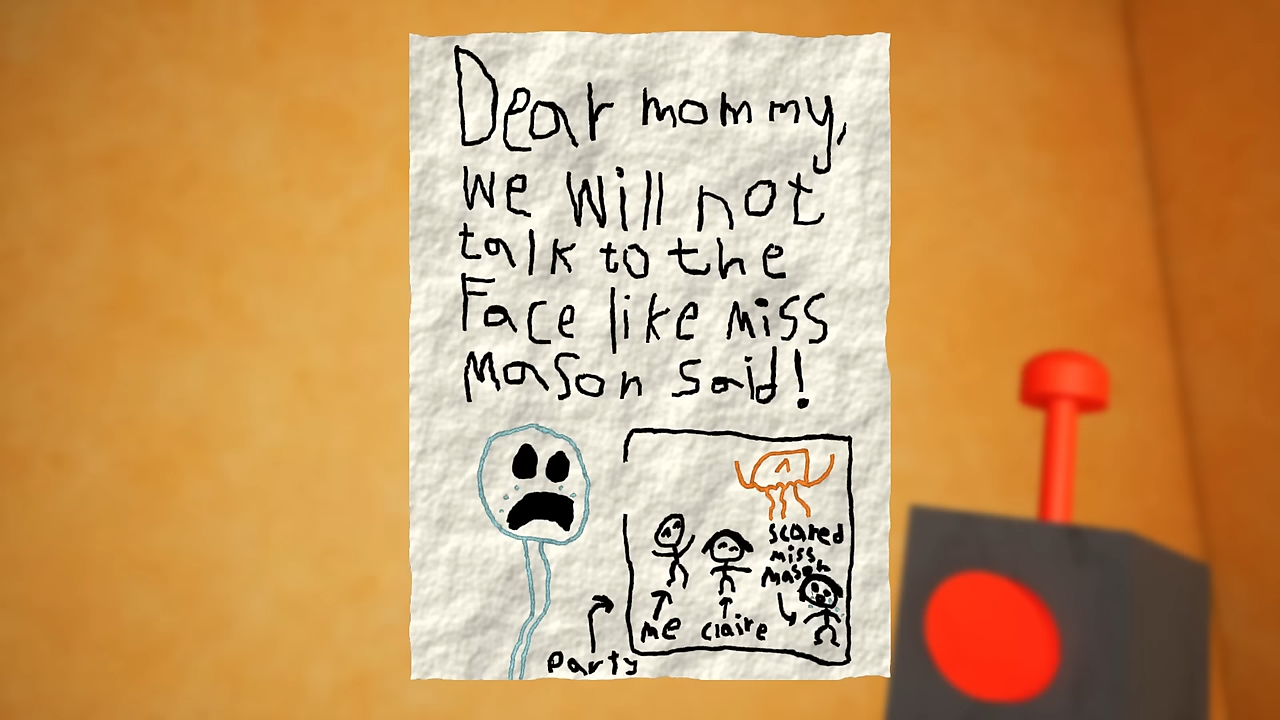 Dear mommy,
we will not
talk to the
Face like miss
mason said!
scared
miss
mason
me
claire
party